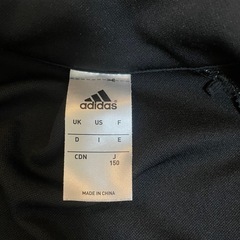 adidas
UK US F
D I E
CDN J
150
MADE IN CHINA